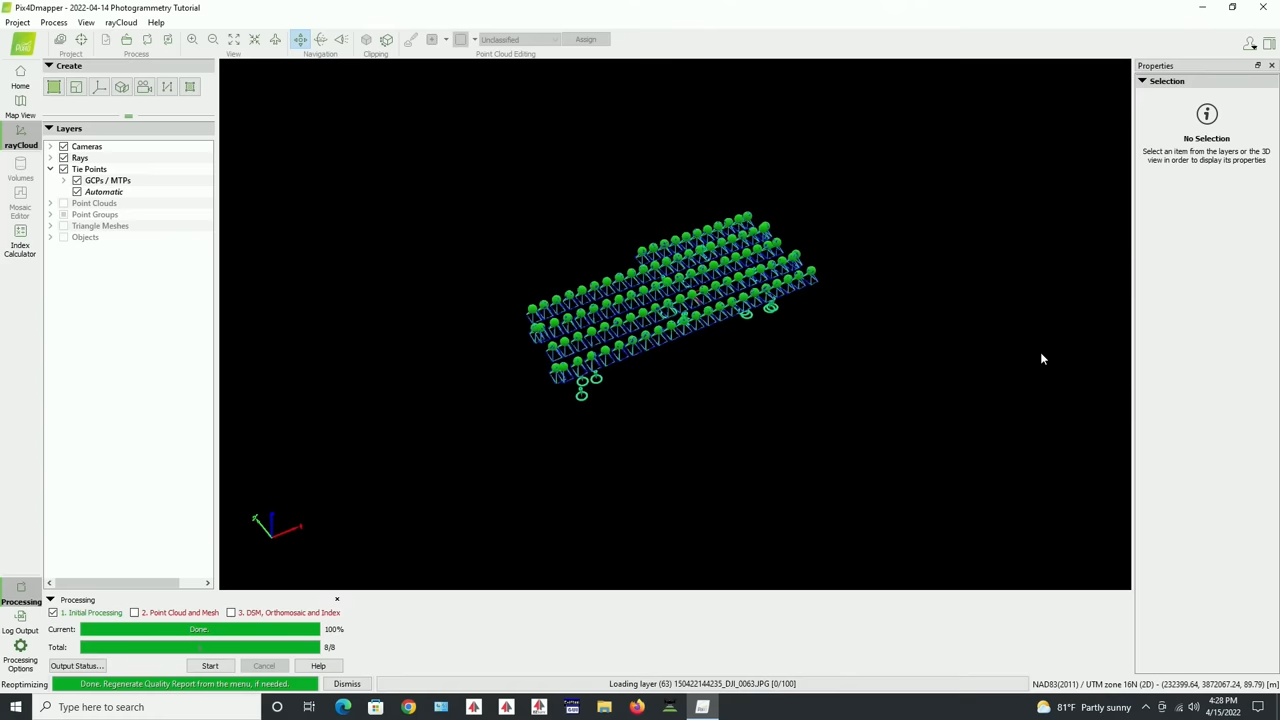 Pix4Dmapper - 2022-04-14 Photogrammetry Tutorial
Project Process View rayCloud Help
Project Process View Navigation Clipping Point Cloud Editing
Unclassified Assign
Home
Map View
rayCloud
Volumes
Mosaic Editor
Index Calculator
Create
Layers
Cameras
Rays
Tie Points
GCPs / MTPs
Automatic
Point Clouds
Point Groups
Triangle Meshes
Objects
Properties
Selection
No Selection
Select an item from the layers or the 3D
view in order to display its properties
Processing
Log Output
Processing Options
Processing
1. Initial Processing 2. Point Cloud and Mesh 3. DSM, Orthomosaic and Index
Current: Done. 100%
Total: 8/8
Output Status... Start Cancel Help
Reoptimizing Done. Regenerate Quality Report from the menu, if needed. Dismiss Loading layer (63) 150422144235_DJI_0063.JPG [0/100] NAD83(2011) / UTM zone 16N (2D) - (232399.64, 3872067.24, 89.79) [m]
Type here to search
81°F Partly sunny
4:28 PM
4/15/2022